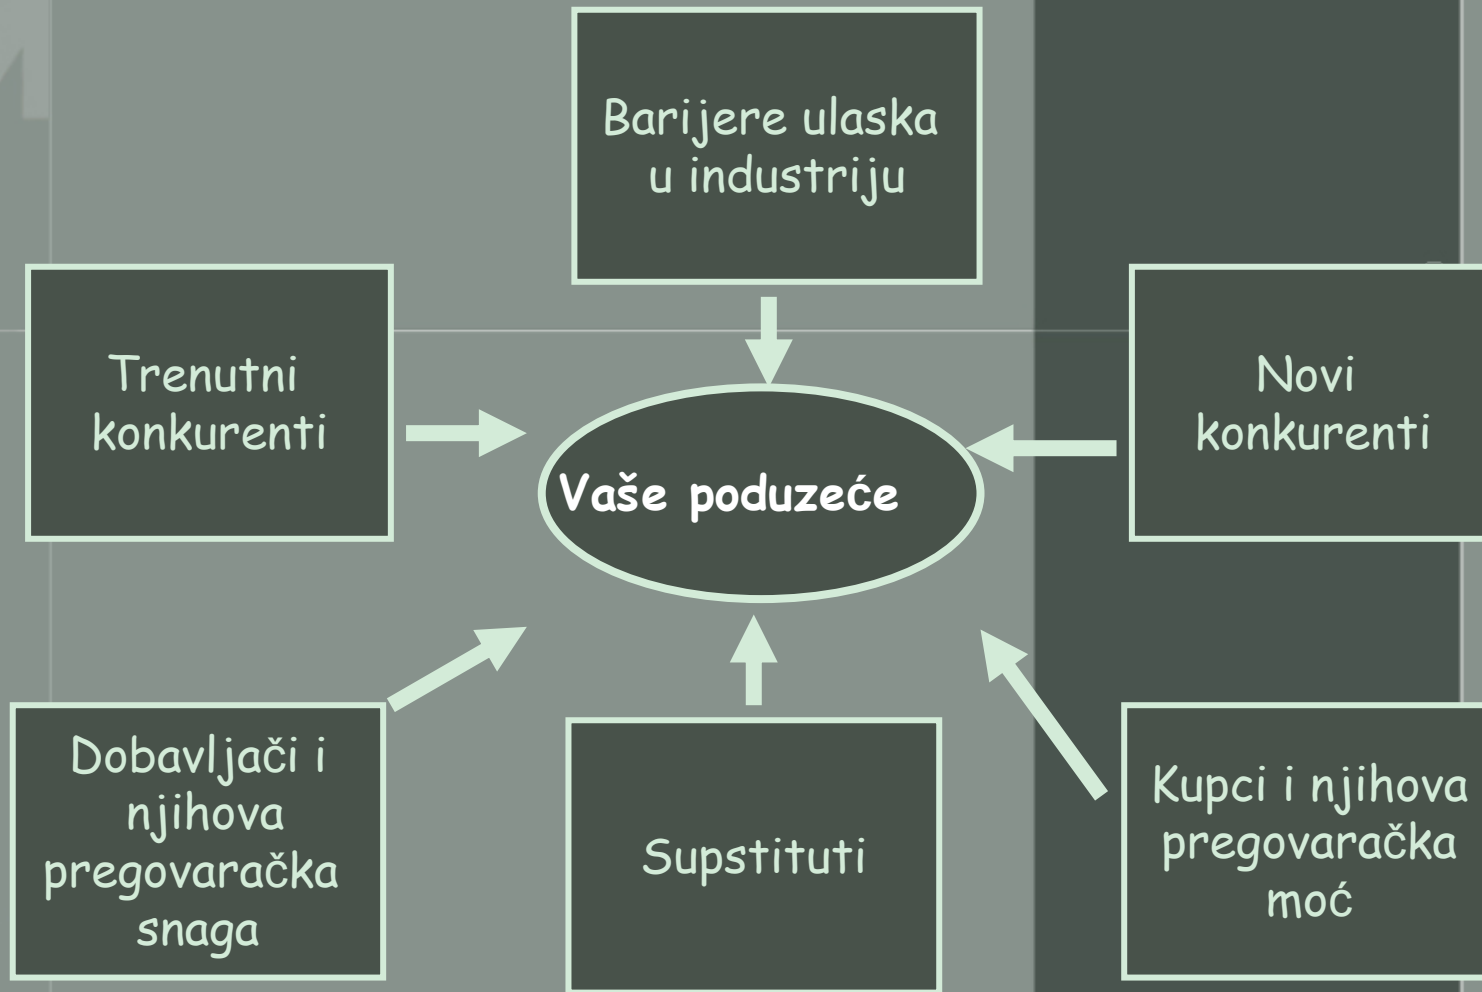 Barijere ulaska
u industriju
Trenutni
konkurenti
Novi
konkurenti
Vaše poduzeće
Dobavljači i
njihova
pregovaračka
snaga
Supstituti
Kupci i njihova
pregovaračka
moć